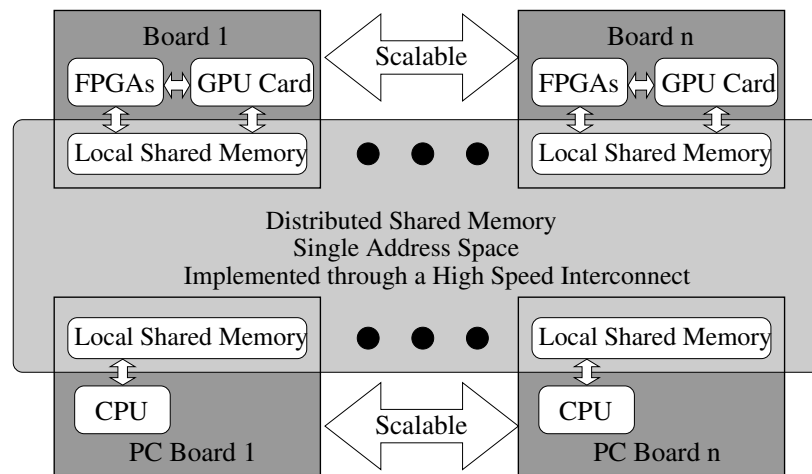 Board 1
Scalable
Board n
FPGAs
GPU Card
FPGAs
GPU Card
Local Shared Memory
Local Shared Memory
Distributed Shared Memory
Single Address Space
Implemented through a High Speed Interconnect
Local Shared Memory
Local Shared Memory
CPU
Scalable
CPU
PC Board 1
PC Board n